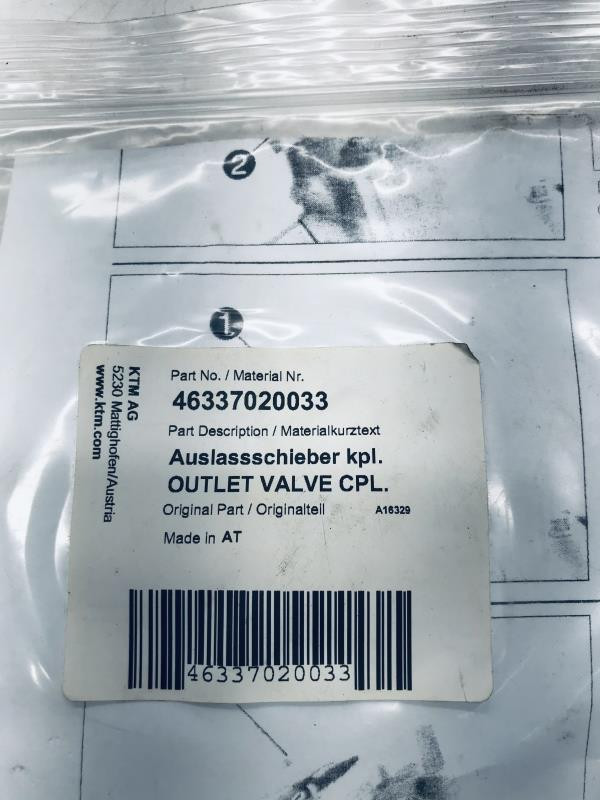 2
1
KTM AG
5230 Mattighofen/Austria
www.ktm.com
Part No. / Material Nr.
46337020033
Part Description / Materialkurztext
Auslassschieber kpl.
OUTLET VALVE CPL.
Original Part / Originalteil A16329
Made in AT
46337020033